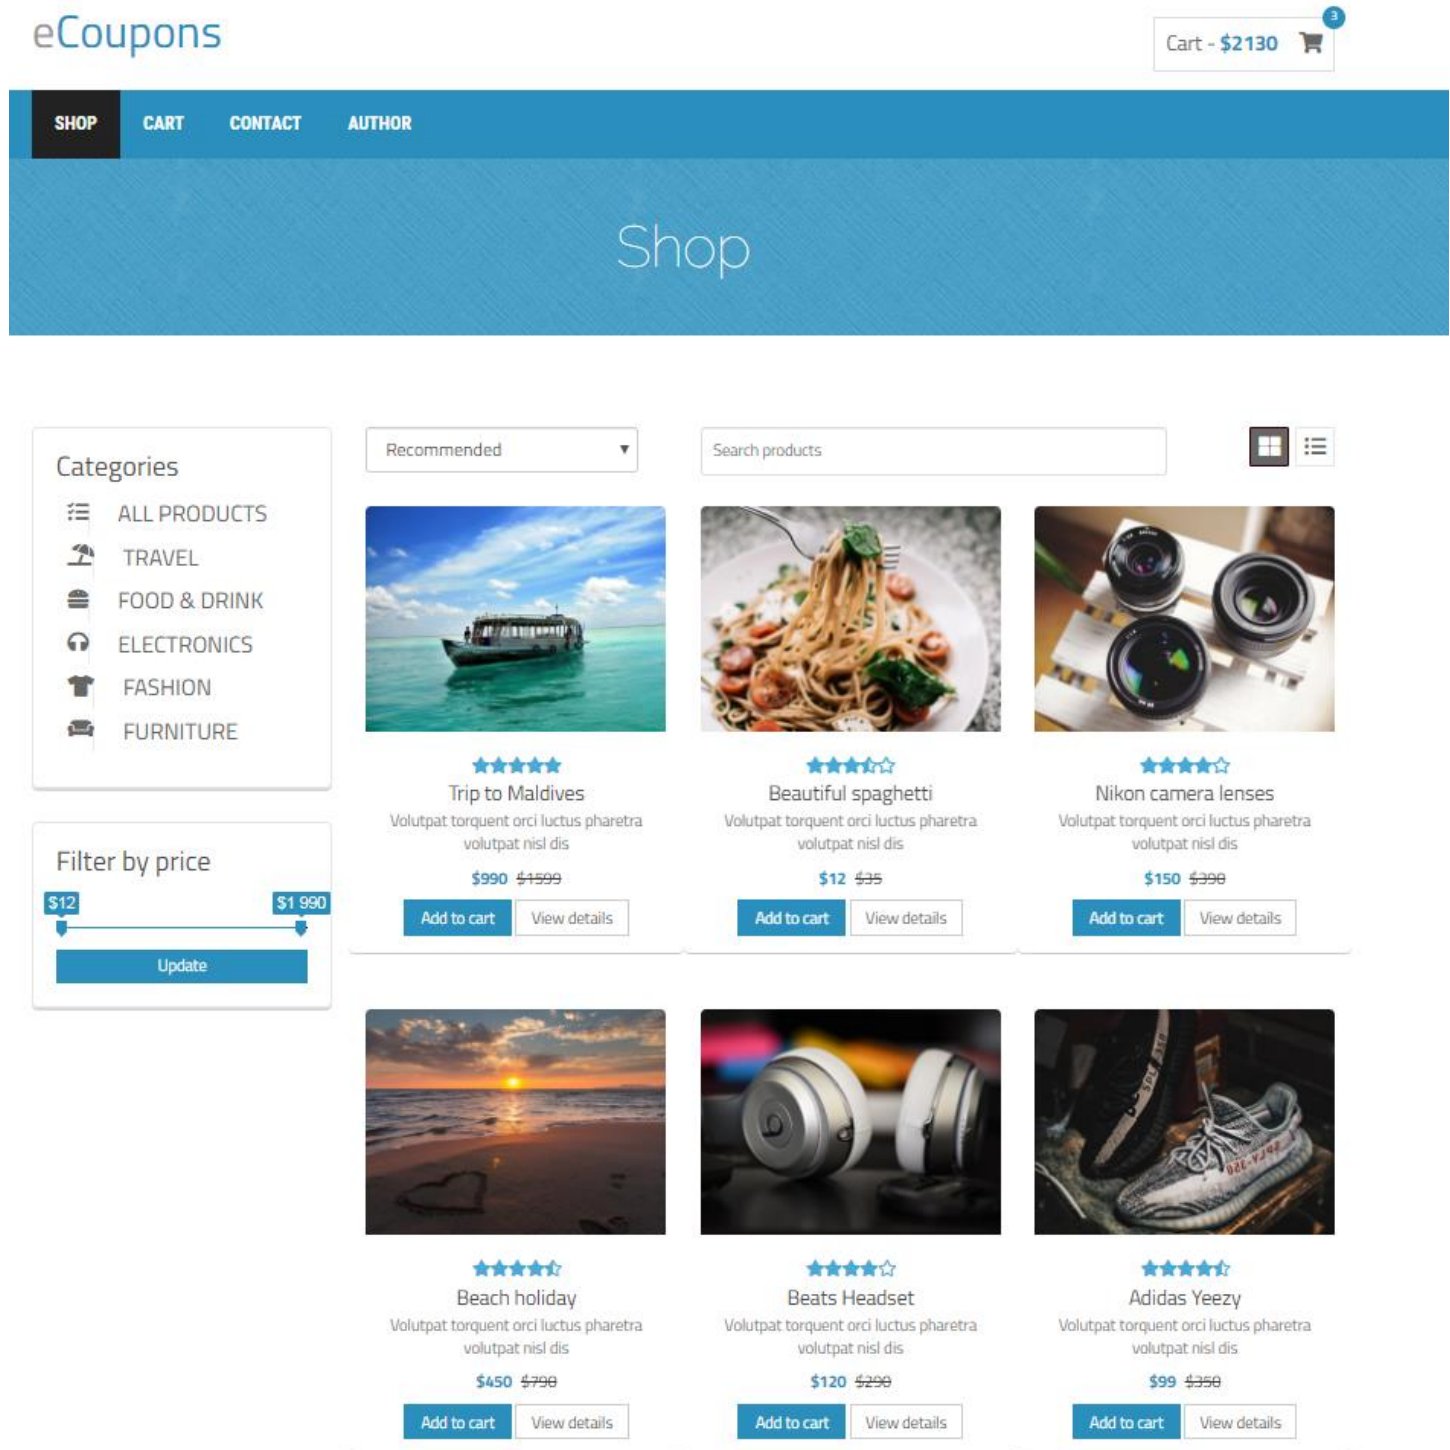 eCoupons
3
Cart - $2130
SHOP CART CONTACT AUTHOR
Shop
Categories
ALL PRODUCTS
TRAVEL
FOOD & DRINK
ELECTRONICS
FASHION
FURNITURE
Filter by price
$12 $1 990
Update
Recommended
Search products
Trip to Maldives
Volutpat torquent orci luctus pharetra
volutpat nisl dis
$990 $1599
Add to cart View details
Beautiful spaghetti
Volutpat torquent orci luctus pharetra
volutpat nisl dis
$12 $35
Add to cart View details
Nikon camera lenses
Volutpat torquent orci luctus pharetra
volutpat nisl dis
$150 $390
Add to cart View details
Beach holiday
Volutpat torquent orci luctus pharetra
volutpat nisl dis
$450 $790
Add to cart View details
Beats Headset
Volutpat torquent orci luctus pharetra
volutpat nisl dis
$120 $290
Add to cart View details
SPLY-350
Adidas Yeezy
Volutpat torquent orci luctus pharetra
volutpat nisl dis
$99 $350
Add to cart View details